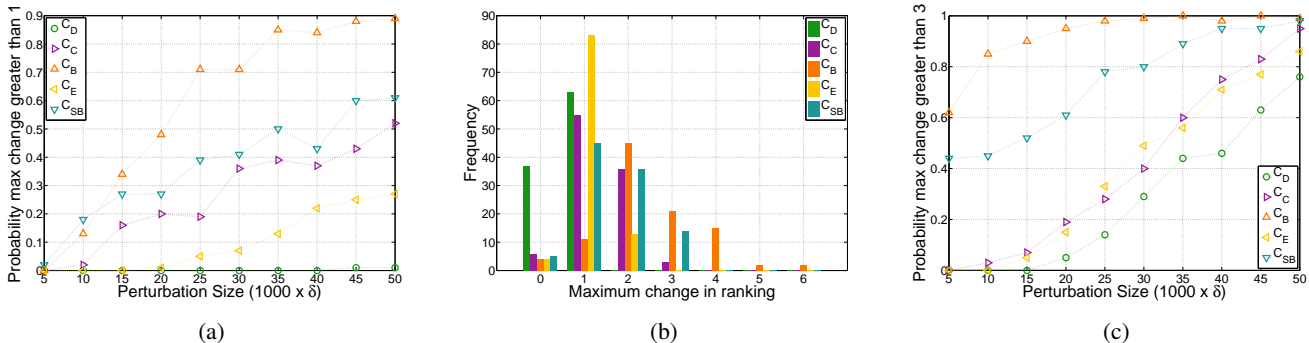 Probability max change greater than 1
0.9
0.8
0.7
0.6
0.5
0.4
0.3
0.2
0.1
0
5 10 15 20 25 30 35 40 45 50
Perturbation Size (1000 x δ)
C_D
C_C
C_B
C_E
C_SB
(a)
Frequency
90
80
70
60
50
40
30
20
10
0
0 1 2 3 4 5 6
Maximum change in ranking
C_D
C_C
C_B
C_E
C_SB
(b)
Probability max change greater than 3
1
0.8
0.6
0.4
0.2
0
5 10 15 20 25 30 35 40 45 50
Perturbation Size (1000 x δ)
C_D
C_C
C_B
C_E
C_SB
(c)